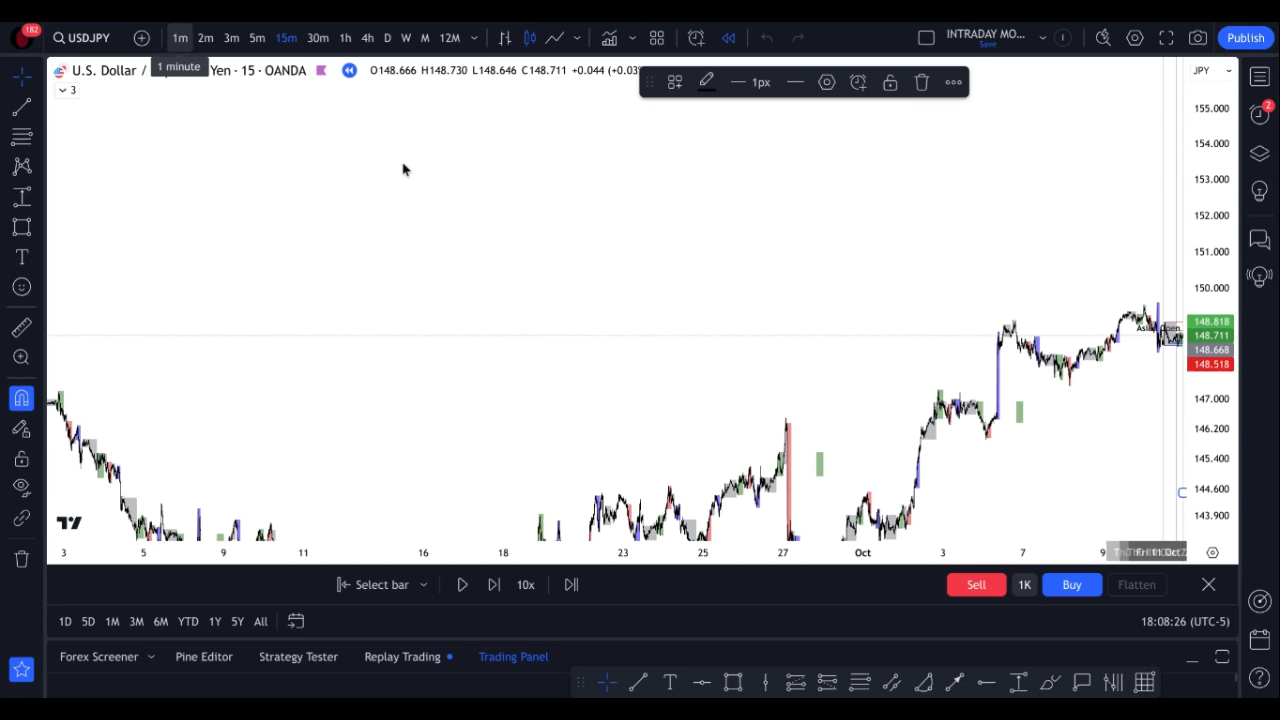 182
USDJPY
1m 2m 3m 5m 15m 30m 1h 4h D W M 12M
INTRADAY MO...
Save
Publish
1 minute
U.S. Dollar / Yen · 15 · OANDA
O148.666 H148.730 L148.646 C148.711 +0.044
3
1px
JPY
2
155.000
154.000
153.000
152.000
151.000
150.000
148.818
148.711
148.668
148.518
147.000
146.200
145.400
144.600
143.900
3 5 9 11 16 18 23 25 27 Oct 3 7 9 Fri 11 Oct
Select bar
10x
Sell
1K
Buy
Flatten
1D 5D 1M 3M 6M YTD 1Y 5Y All
18:08:26 (UTC-5)
Forex Screener
Pine Editor
Strategy Tester
Replay Trading
Trading Panel